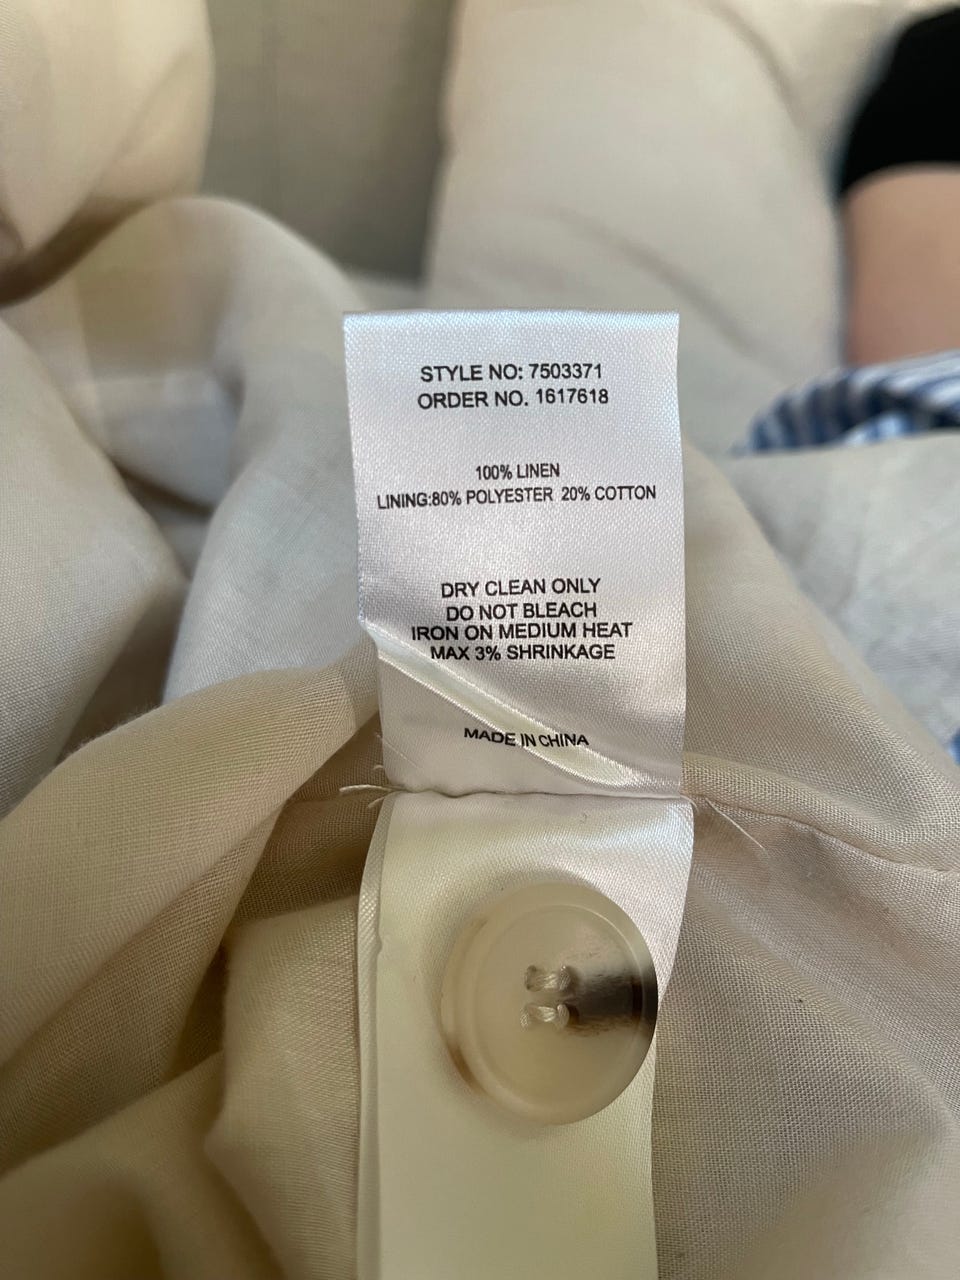 STYLE NO: 7503371
ORDER NO. 1617618
100% LINEN
LINING:80% POLYESTER 20% COTTON
DRY CLEAN ONLY
DO NOT BLEACH
IRON ON MEDIUM HEAT
MAX 3% SHRINKAGE
MADE IN CHINA